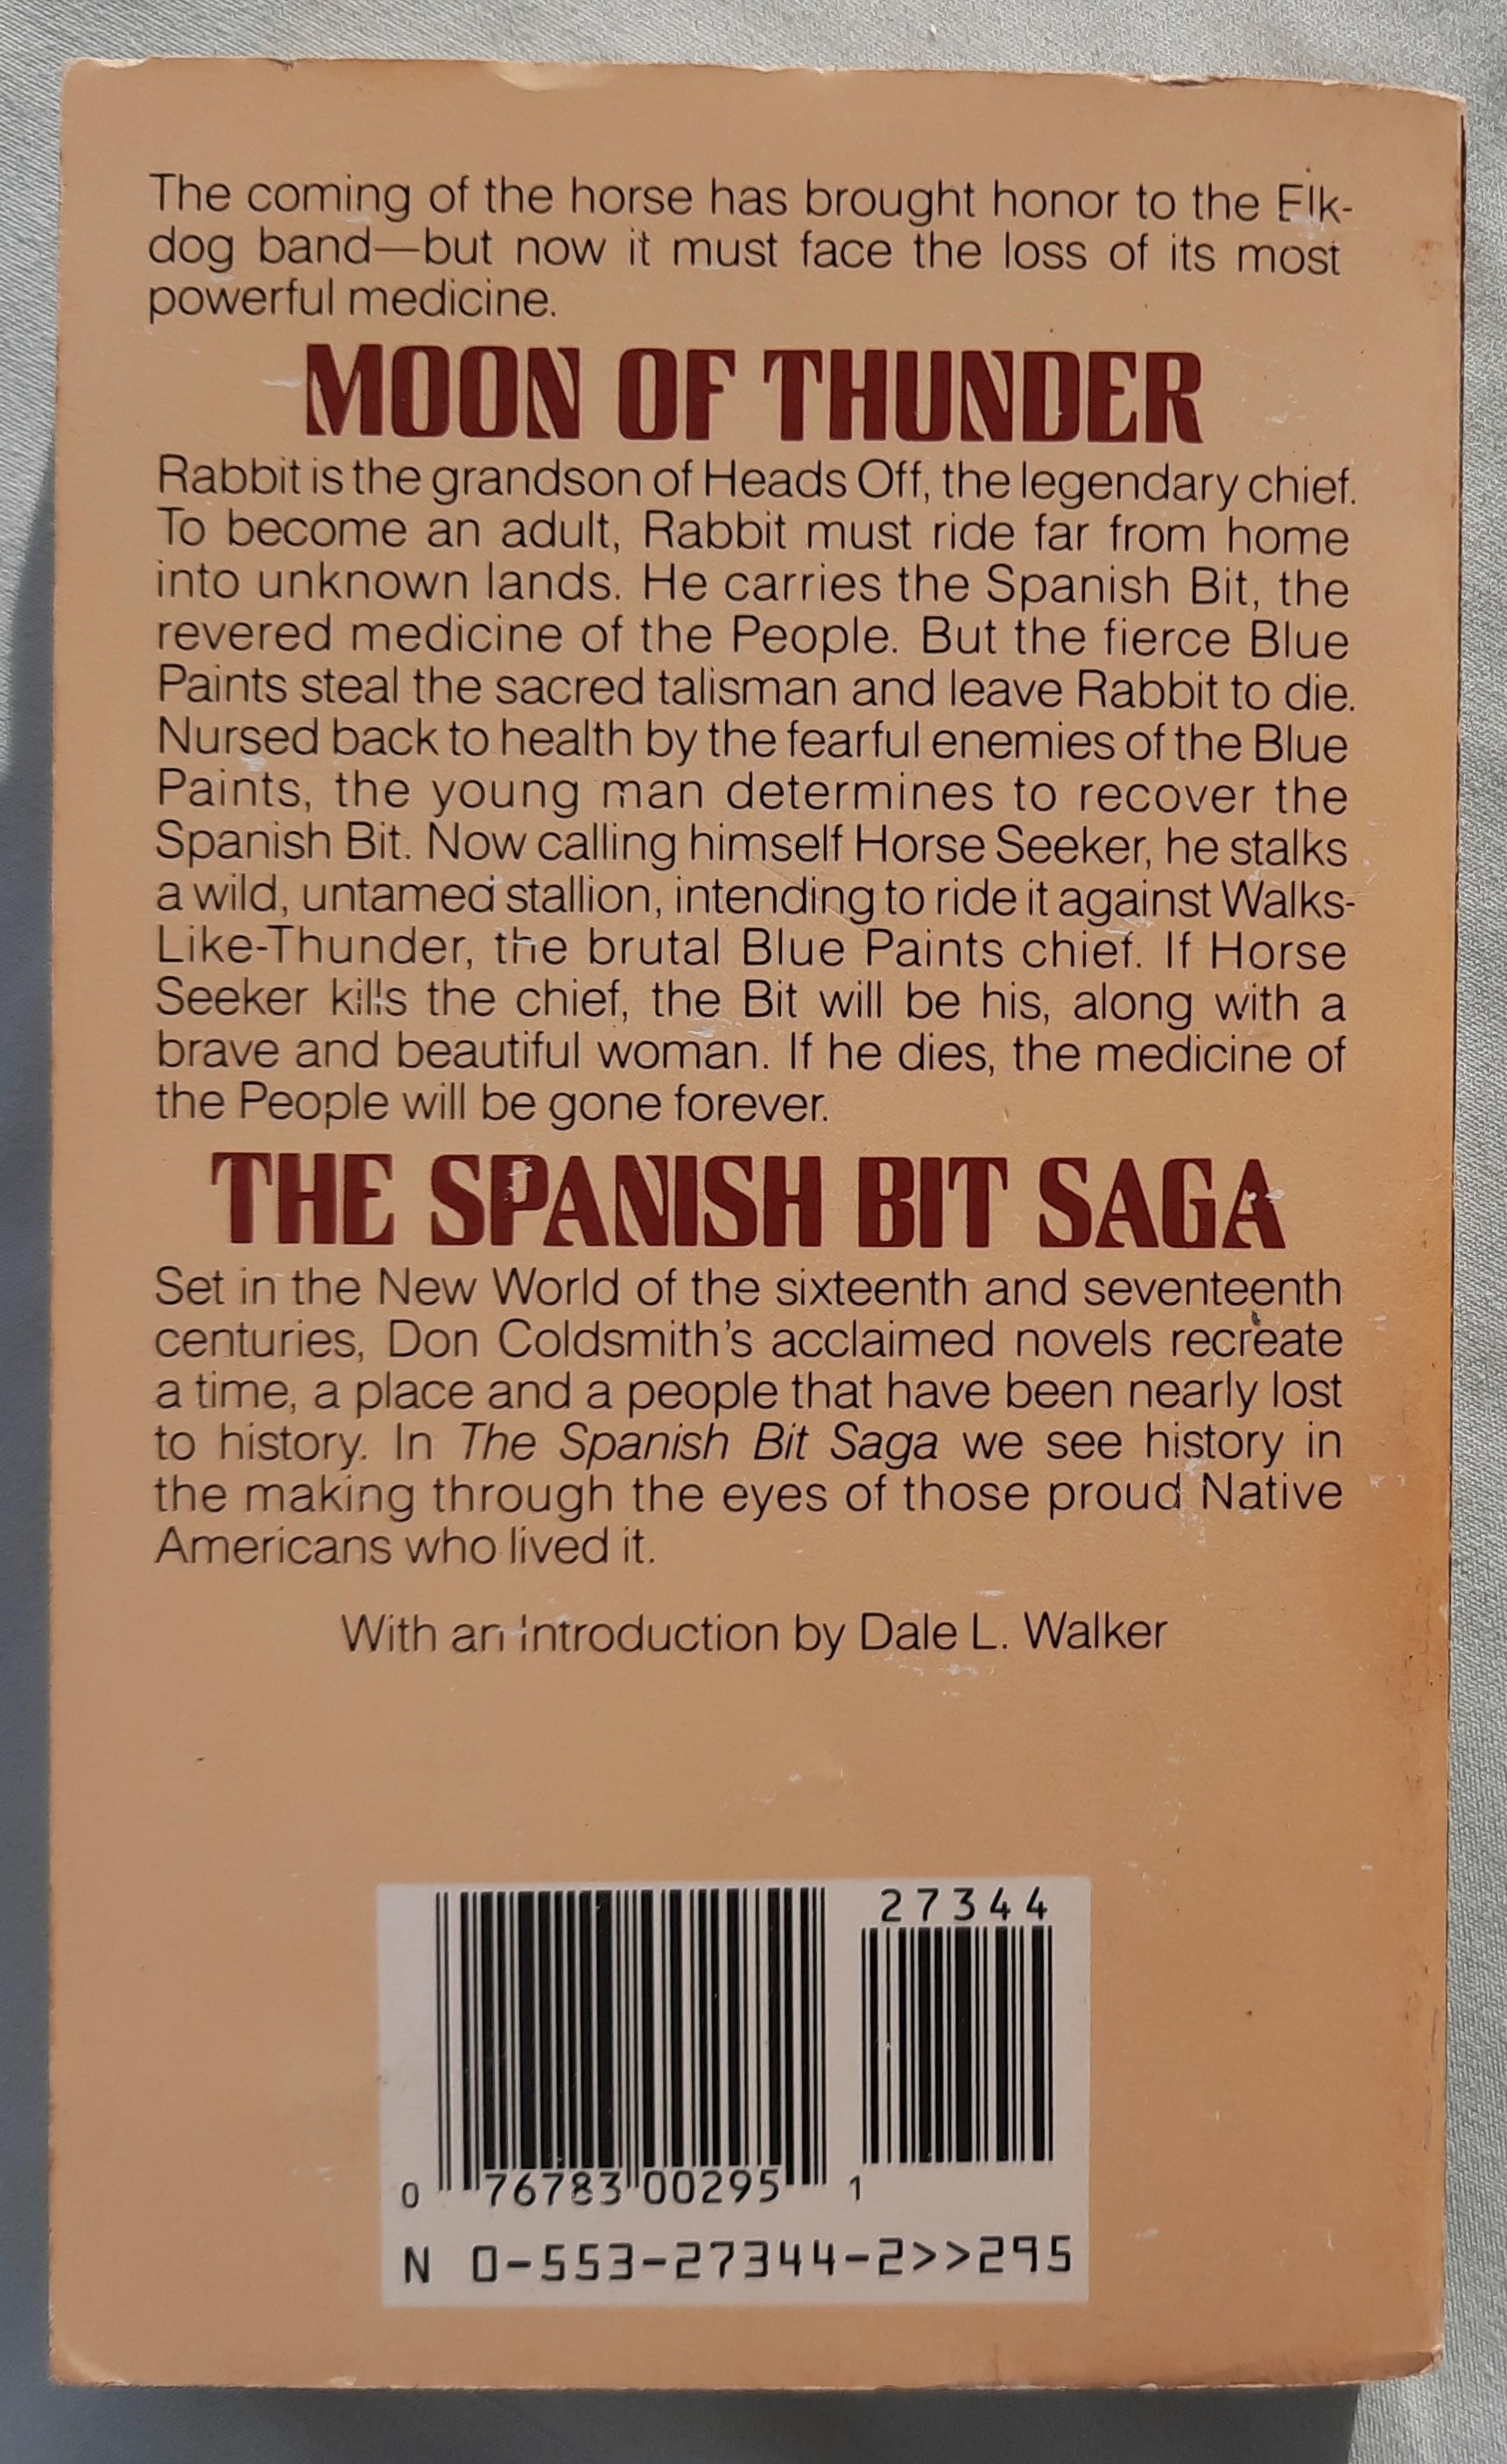 The coming of the horse has brought honor to the Elk-
dog band—but now it must face the loss of its most
powerful medicine.
MOON OF THUNDER
Rabbit is the grandson of Heads Off, the legendary chief.
To become an adult, Rabbit must ride far from home
into unknown lands. He carries the Spanish Bit, the
revered medicine of the People. But the fierce Blue
Paints steal the sacred talisman and leave Rabbit to die.
Nursed back to health by the fearful enemies of the Blue
Paints, the young man determines to recover the
Spanish Bit. Now calling himself Horse Seeker, he stalks
a wild, untamed stallion, intending to ride it against Walks-
Like-Thunder, the brutal Blue Paints chief. If Horse
Seeker kills the chief, the Bit will be his, along with a
brave and beautiful woman. If he dies, the medicine of
the People will be gone forever.
THE SPANISH BIT SAGA
Set in the New World of the sixteenth and seventeenth
centuries, Don Coldsmith's acclaimed novels recreate
a time, a place and a people that have been nearly lost
to history. In The Spanish Bit Saga we see history in
the making through the eyes of those proud Native
Americans who lived it.
With an Introduction by Dale L. Walker
27344
0 76783 00295 1
N 0-553-27344-2>>295